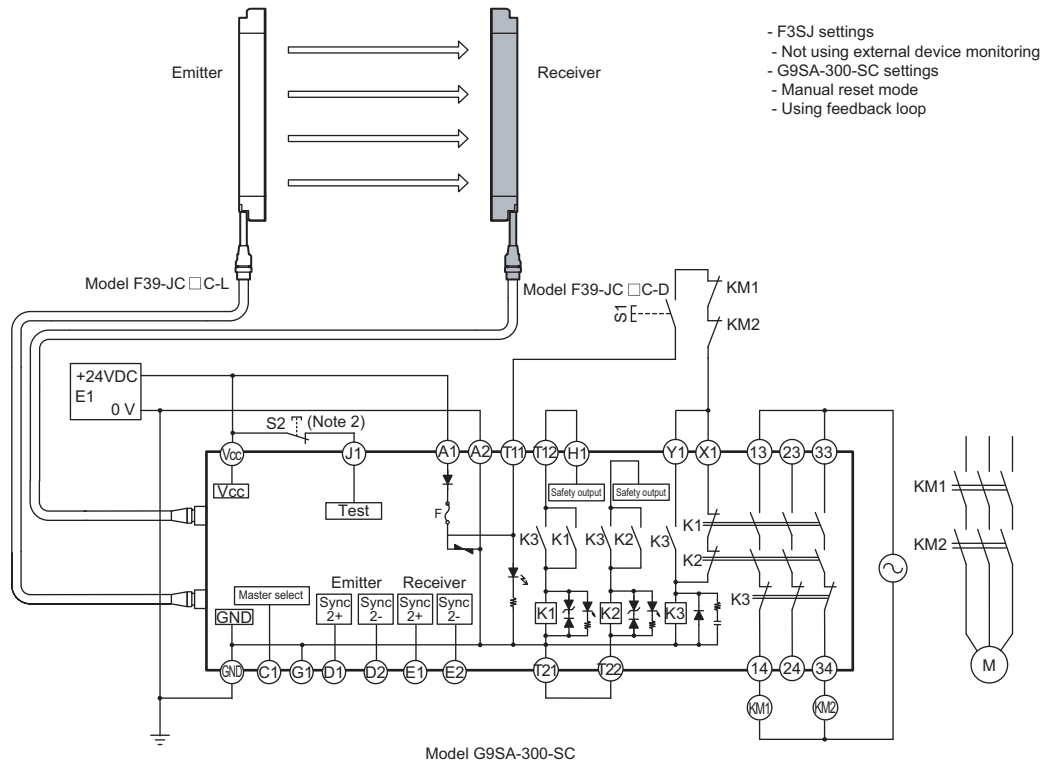 - F3SJ settings
- Not using external device monitoring
- G9SA-300-SC settings
- Manual reset mode
- Using feedback loop
Emitter
Receiver
Model F39-JC □ C-L
Model F39-JC □ C-D
S1
KM1
KM2
+24VDC
E1
0 V
S2
(Note 2)
Vcc
J1
A1
A2
T11
T12
H1
Y1
X1
13
23
33
Vcc
Test
F
Safety output
Safety output
K3
K1
K3
K2
K3
K1
K2
K3
KM1
KM2
Master select
Emitter
Receiver
Sync 2+
Sync 2-
Sync 2+
Sync 2-
K1
K2
K3
GND
GND
C1
G1
D1
D2
E1
E2
T21
T22
14
24
34
M
KM1
KM2
Model G9SA-300-SC